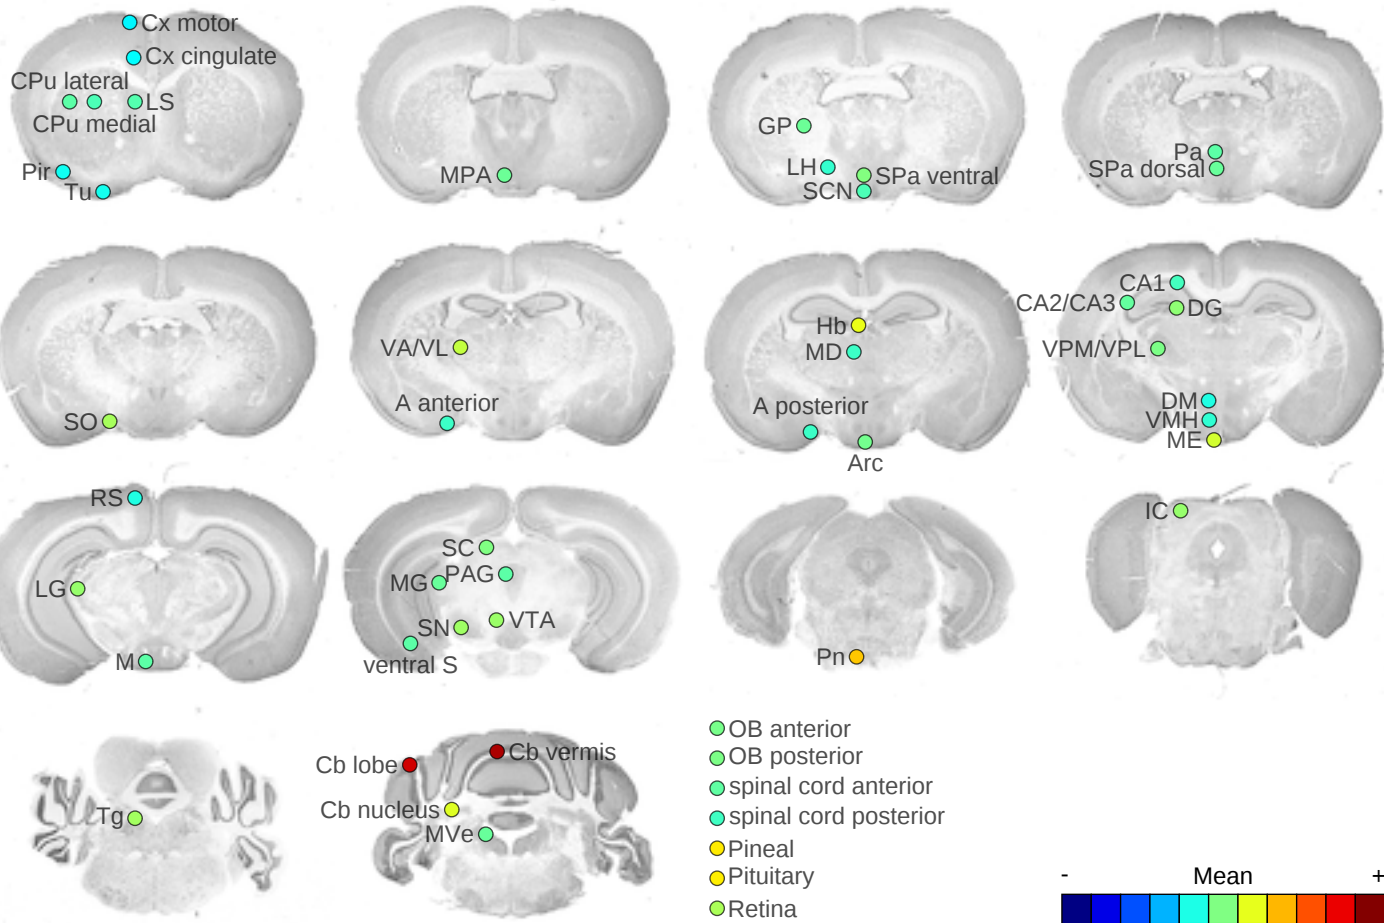 Cx motor
Cx cingulate
CPu lateral
LS
CPu medial
Pir
Tu
MPA
GP
LH
SPa ventral
SCN
Pa
SPa dorsal
SO
VA/VL
A anterior
Hb
MD
A posterior
Arc
CA1
CA2/CA3
DG
VPM/VPL
DM
VMH
ME
RS
LG
M
SC
MG
PAG
SN
VTA
ventral S
Pn
IC
Tg
Cb lobe
Cb vermis
Cb nucleus
MVe
OB anterior
OB posterior
spinal cord anterior
spinal cord posterior
Pineal
Pituitary
Retina
- Mean +